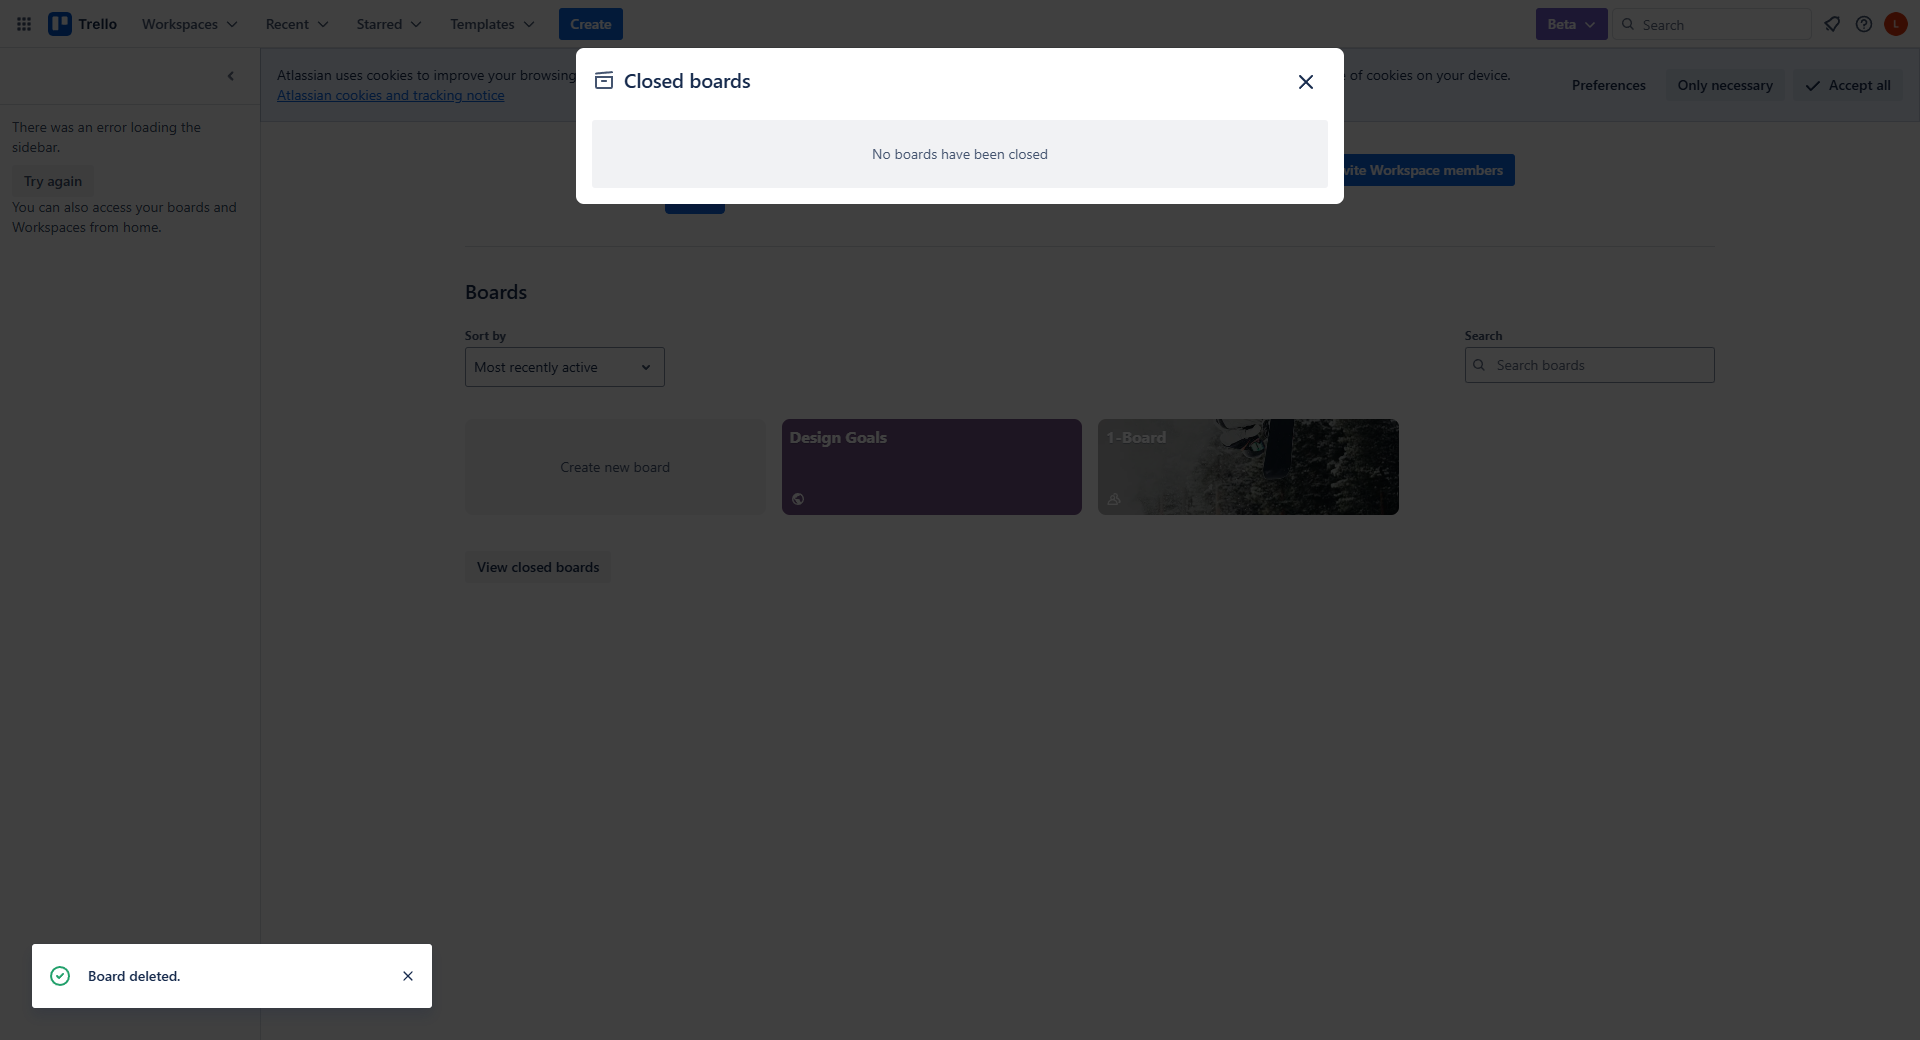 Trello
Workspaces
Recent
Starred
Templates
Create
Beta
Search
L
Atlassian uses cookies to improve your browsing
of cookies on your device.
Atlassian cookies and tracking notice
Preferences
Only necessary
Accept all
Closed boards
No boards have been closed
There was an error loading the
sidebar.
Try again
You can also access your boards and
Workspaces from home.
Workspace members
Boards
Sort by
Most recently active
Search
Search boards
Create new board
Design Goals
1-Board
View closed boards
Board deleted.